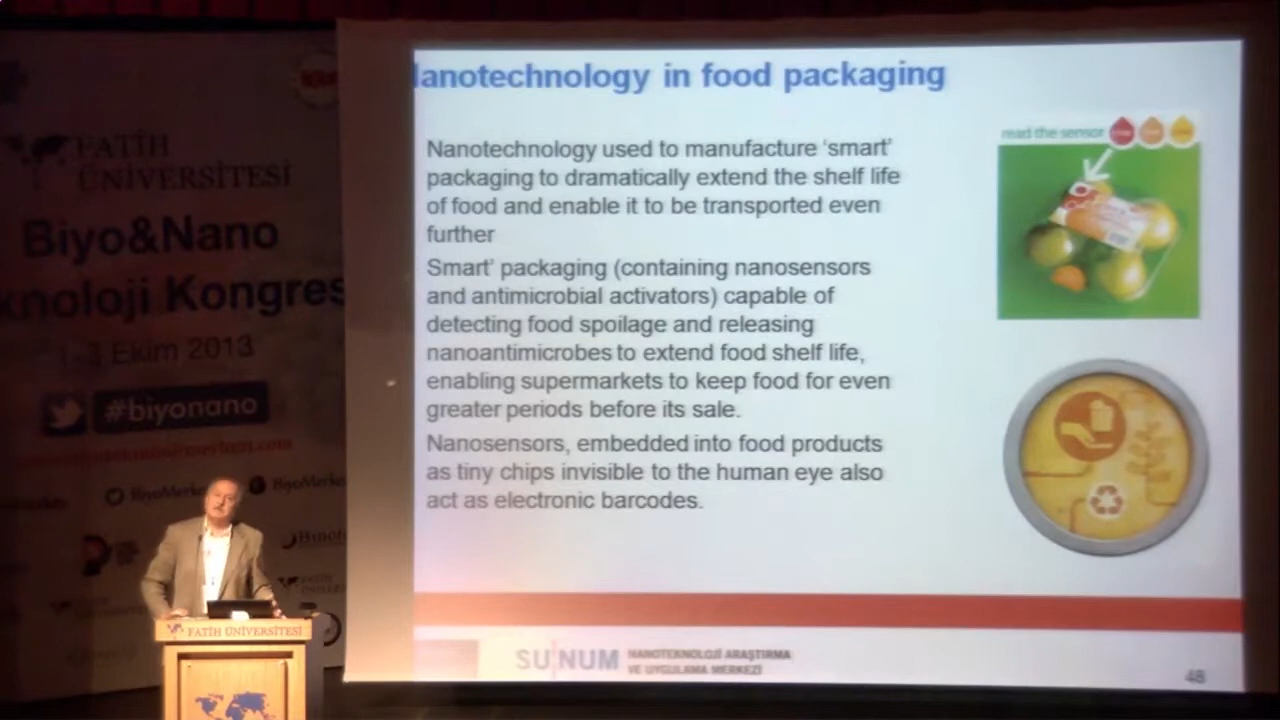 FATİH
ÜNİVERSİTESİ
Biyo&Nano
knoloji Kongres
Ekim 2013
#biyonano
BiyoMerke
BiyoMerke
FATİH ÜNİVERSİTESİ
lanotechnology in food packaging
read the sensor
Nanotechnology used to manufacture ‘smart’
packaging to dramatically extend the shelf life
of food and enable it to be transported even
further
Smart’ packaging (containing nanosensors
and antimicrobial activators) capable of
detecting food spoilage and releasing
nanoantimicrobes to extend food shelf life,
enabling supermarkets to keep food for even
greater periods before its sale.
Nanosensors, embedded into food products
as tiny chips invisible to the human eye also
act as electronic barcodes.
SUNUM
NANOTEKNOLOJİ ARAŞTIRMA
VE UYGULAMA MERKEZİ
48